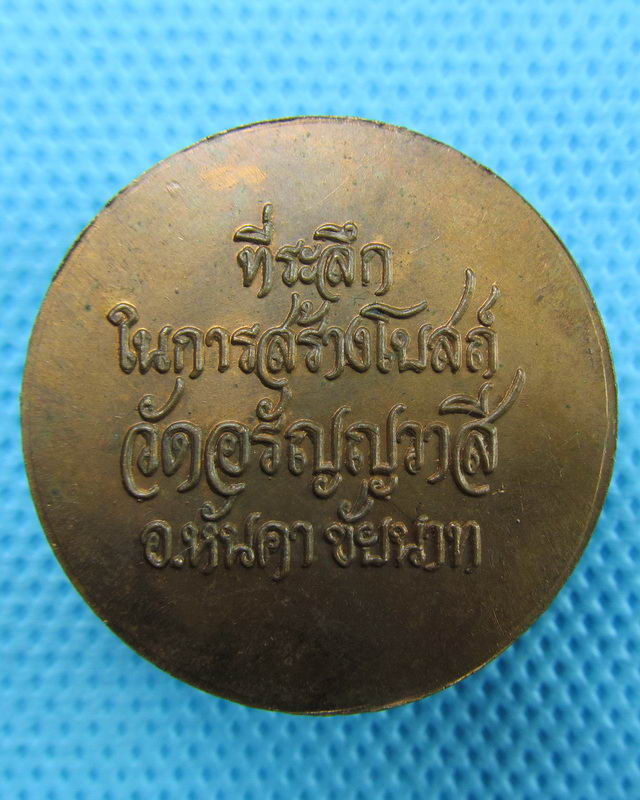 ที่ระลึก
ในการสร้างโบสถ์
วัดอรัญญวาสี
อ.หันคา ชัยนาท